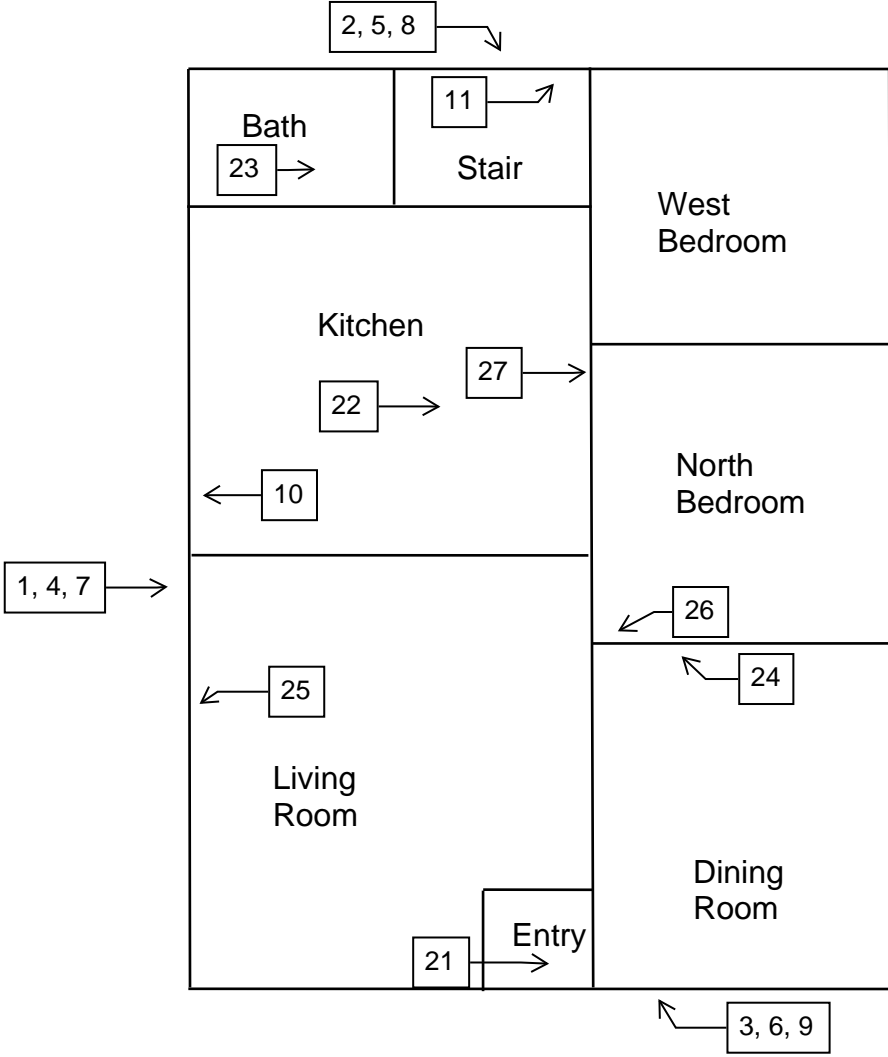 2, 5, 8
11
Bath
23
Stair
West
Bedroom
Kitchen
27
22
North
Bedroom
10
1, 4, 7
26
24
25
Living
Room
Dining
Room
Entry
21
3, 6, 9